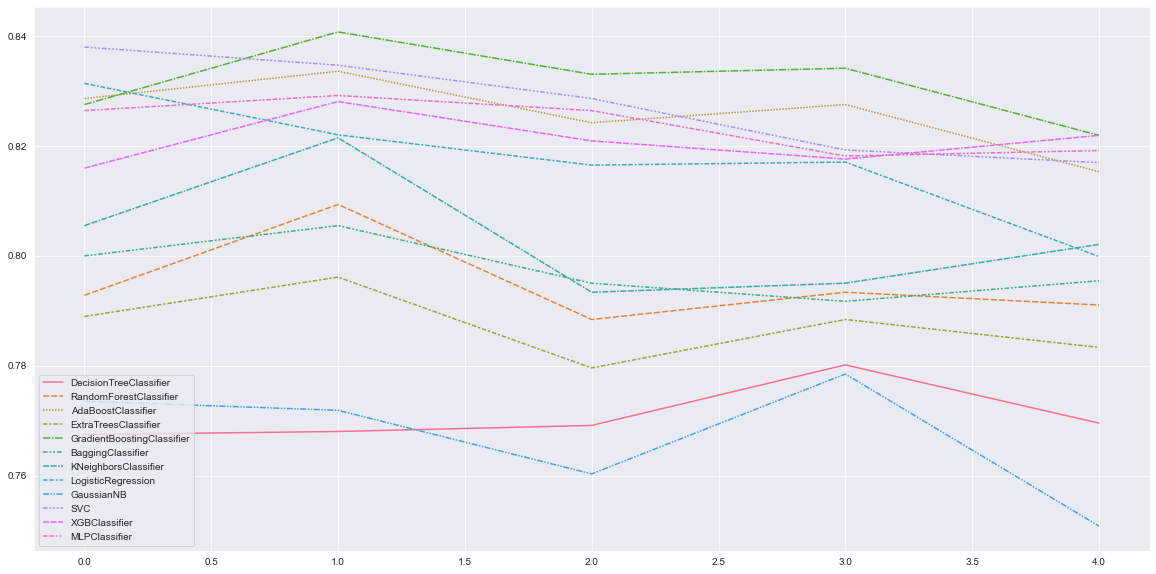 0.84
0.82
0.80
0.78
0.76
DecisionTreeClassifier
RandomForestClassifier
AdaBoostClassifier
ExtraTreesClassifier
GradientBoostingClassifier
BaggingClassifier
KNeighborsClassifier
LogisticRegression
GaussianNB
SVC
XGBClassifier
MLPClassifier
0.0 0.5 1.0 1.5 2.0 2.5 3.0 3.5 4.0